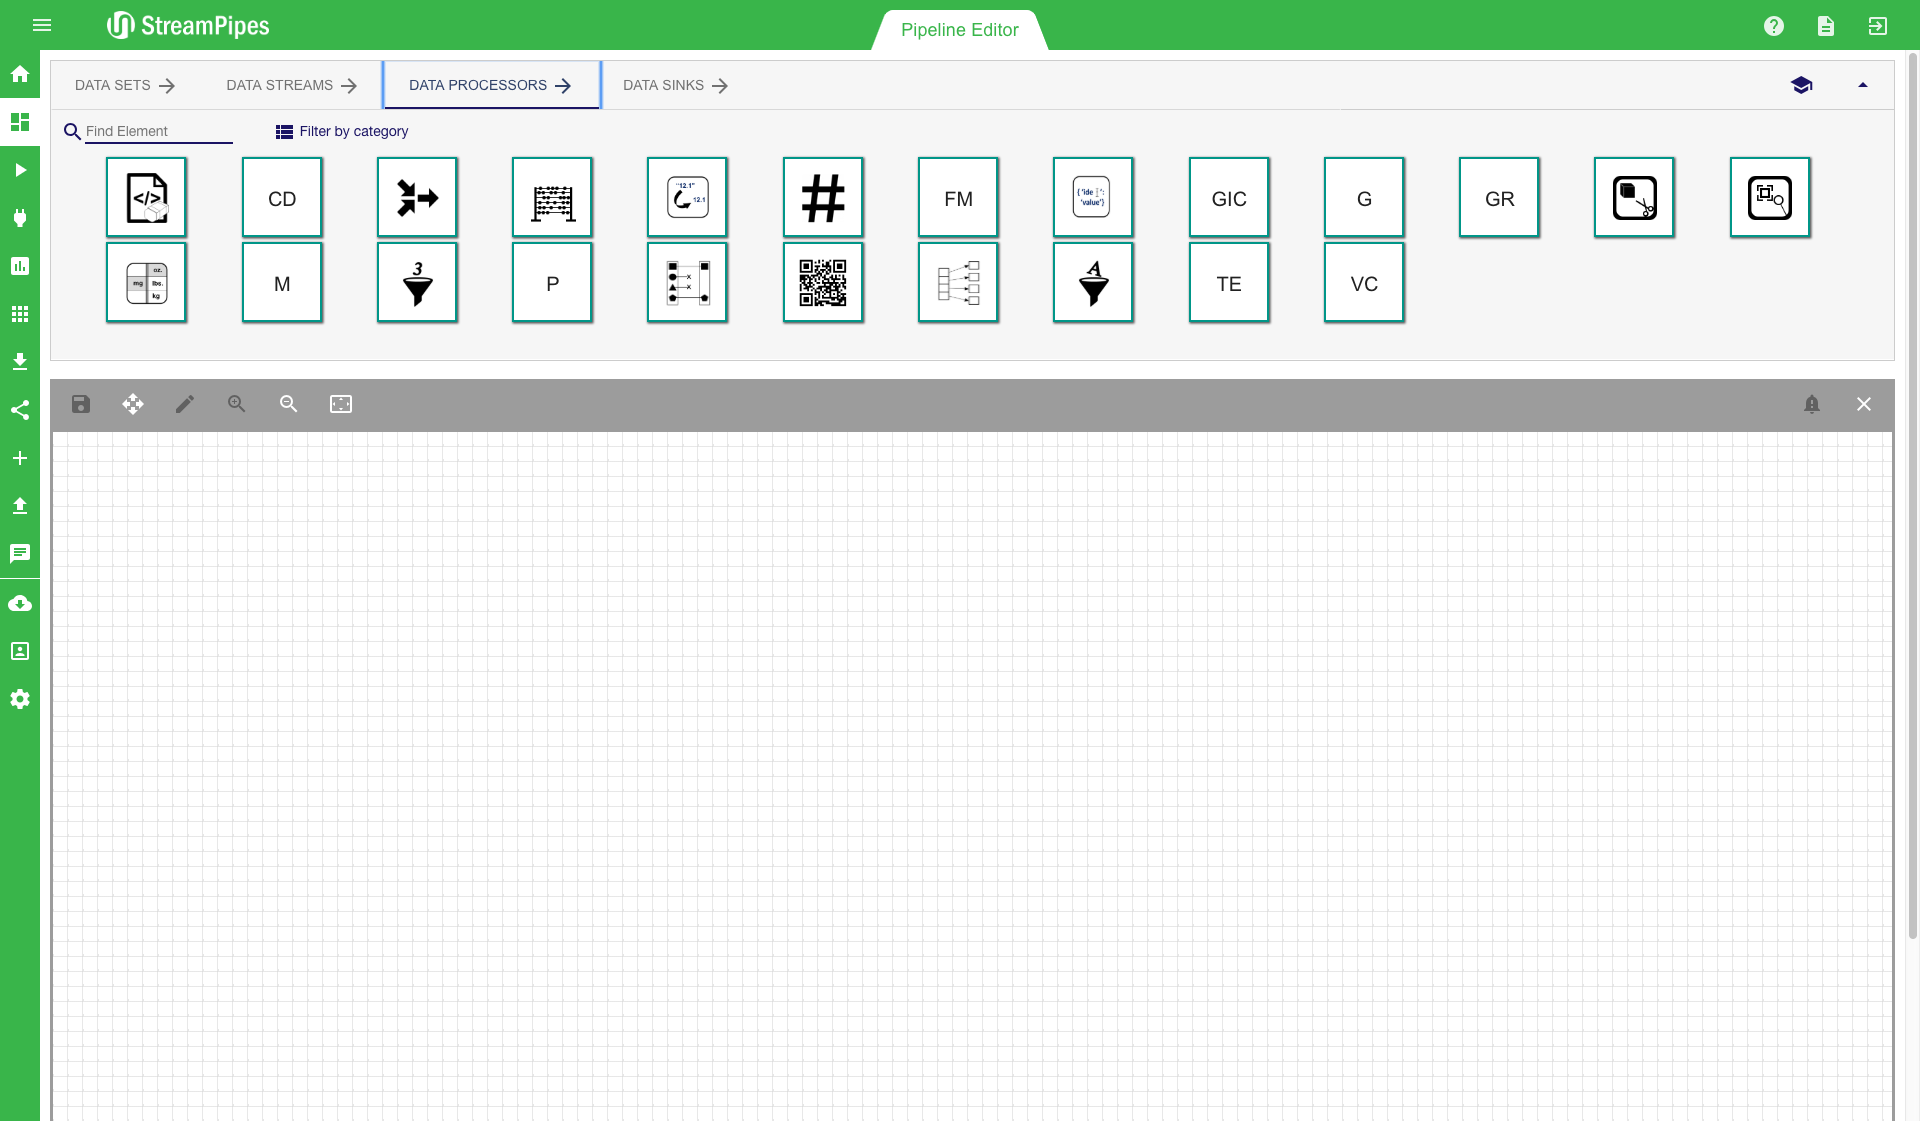 StreamPipes
Pipeline Editor
DATA SETS
DATA STREAMS
DATA PROCESSORS
DATA SINKS
Find Element
Filter by category
</>
CD
"12.1"
12.1
#
FM
'value'}
GIC
G
GR
oz.
mg
lbs.
kg
M
3
P
A
TE
VC